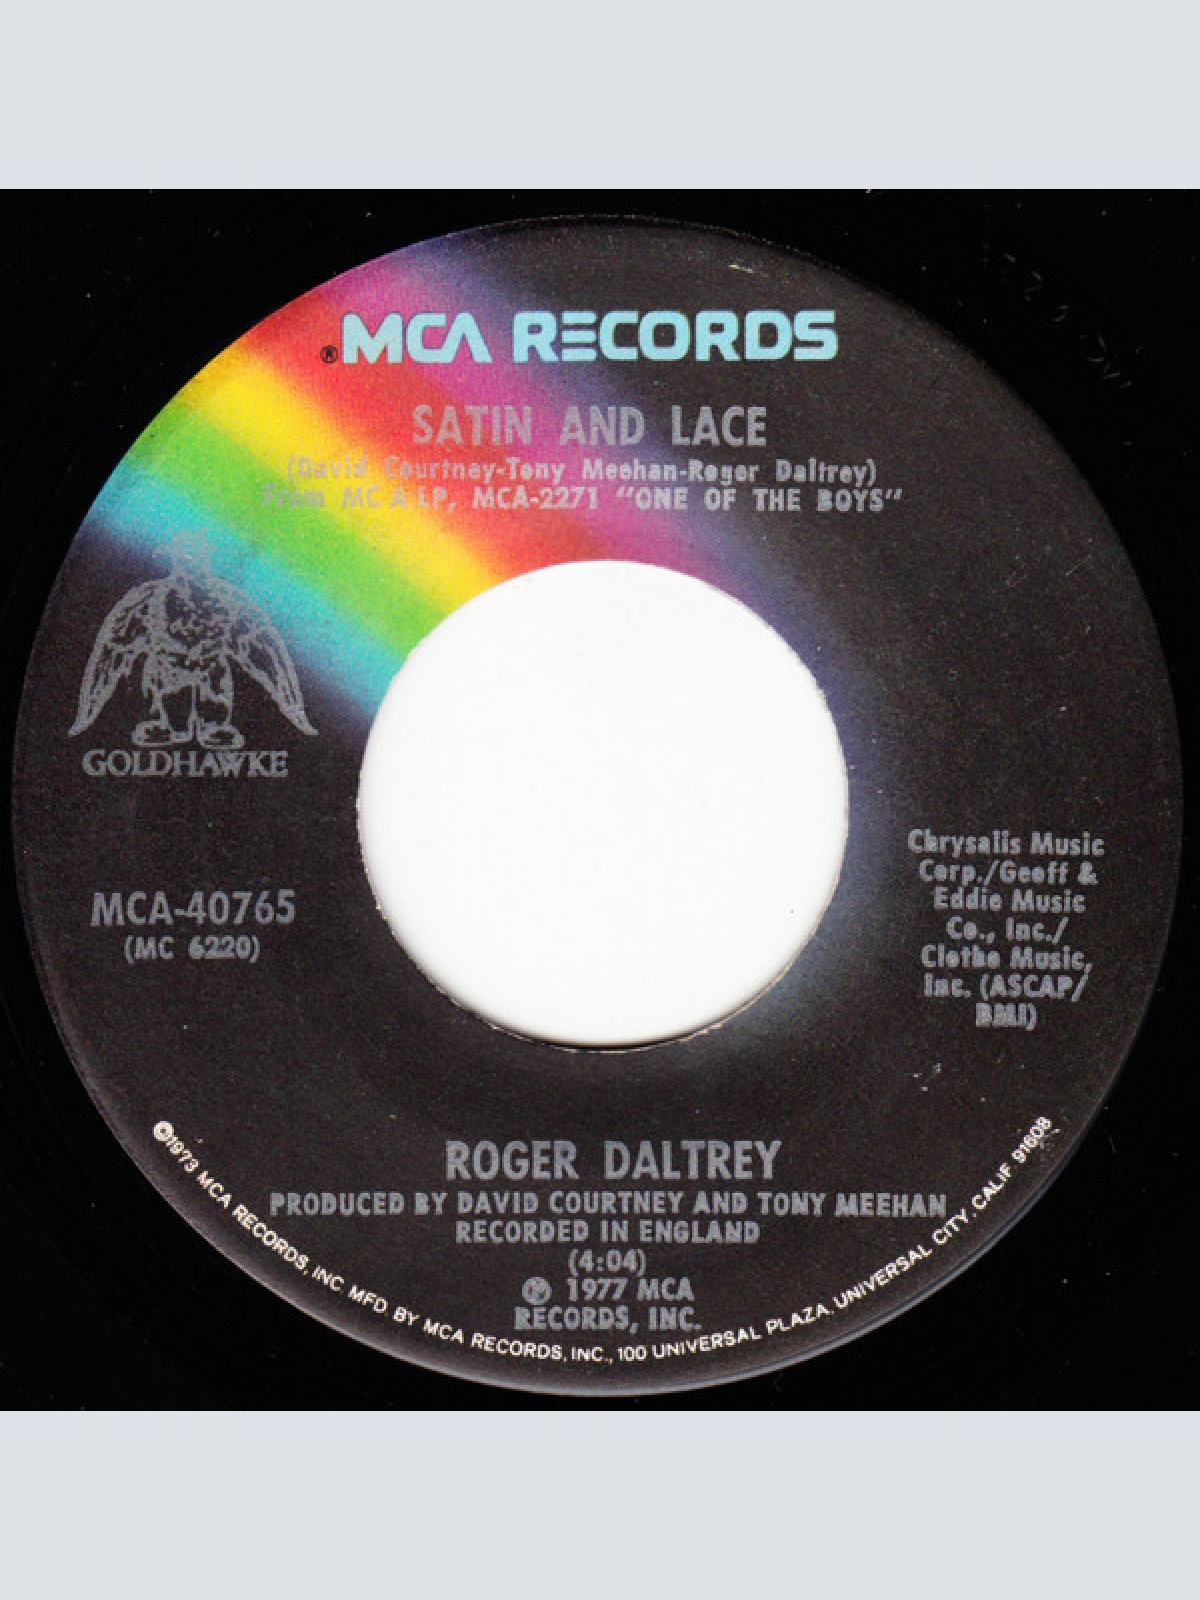 ® MCA RECORDS
SATIN AND LACE
(David Courtney-Tony Meehan-Roger Daltrey)
From MCA LP, MCA-2271 "ONE OF THE BOYS"
GOLDHAWKE
MCA-40765
(MC 6220)
Chrysalis Music
Corp./Geoff &
Eddie Music
Co., Inc./
Clothe Music,
Inc. (ASCAP/
BMI)
ROGER DALTREY
PRODUCED BY DAVID COURTNEY AND TONY MEEHAN
RECORDED IN ENGLAND
(4:04)
℗ 1977 MCA
RECORDS, INC.
©1973 MCA RECORDS, INC. MFD. BY MCA RECORDS, INC., 100 UNIVERSAL PLAZA, UNIVERSAL CITY, CALIF 91608